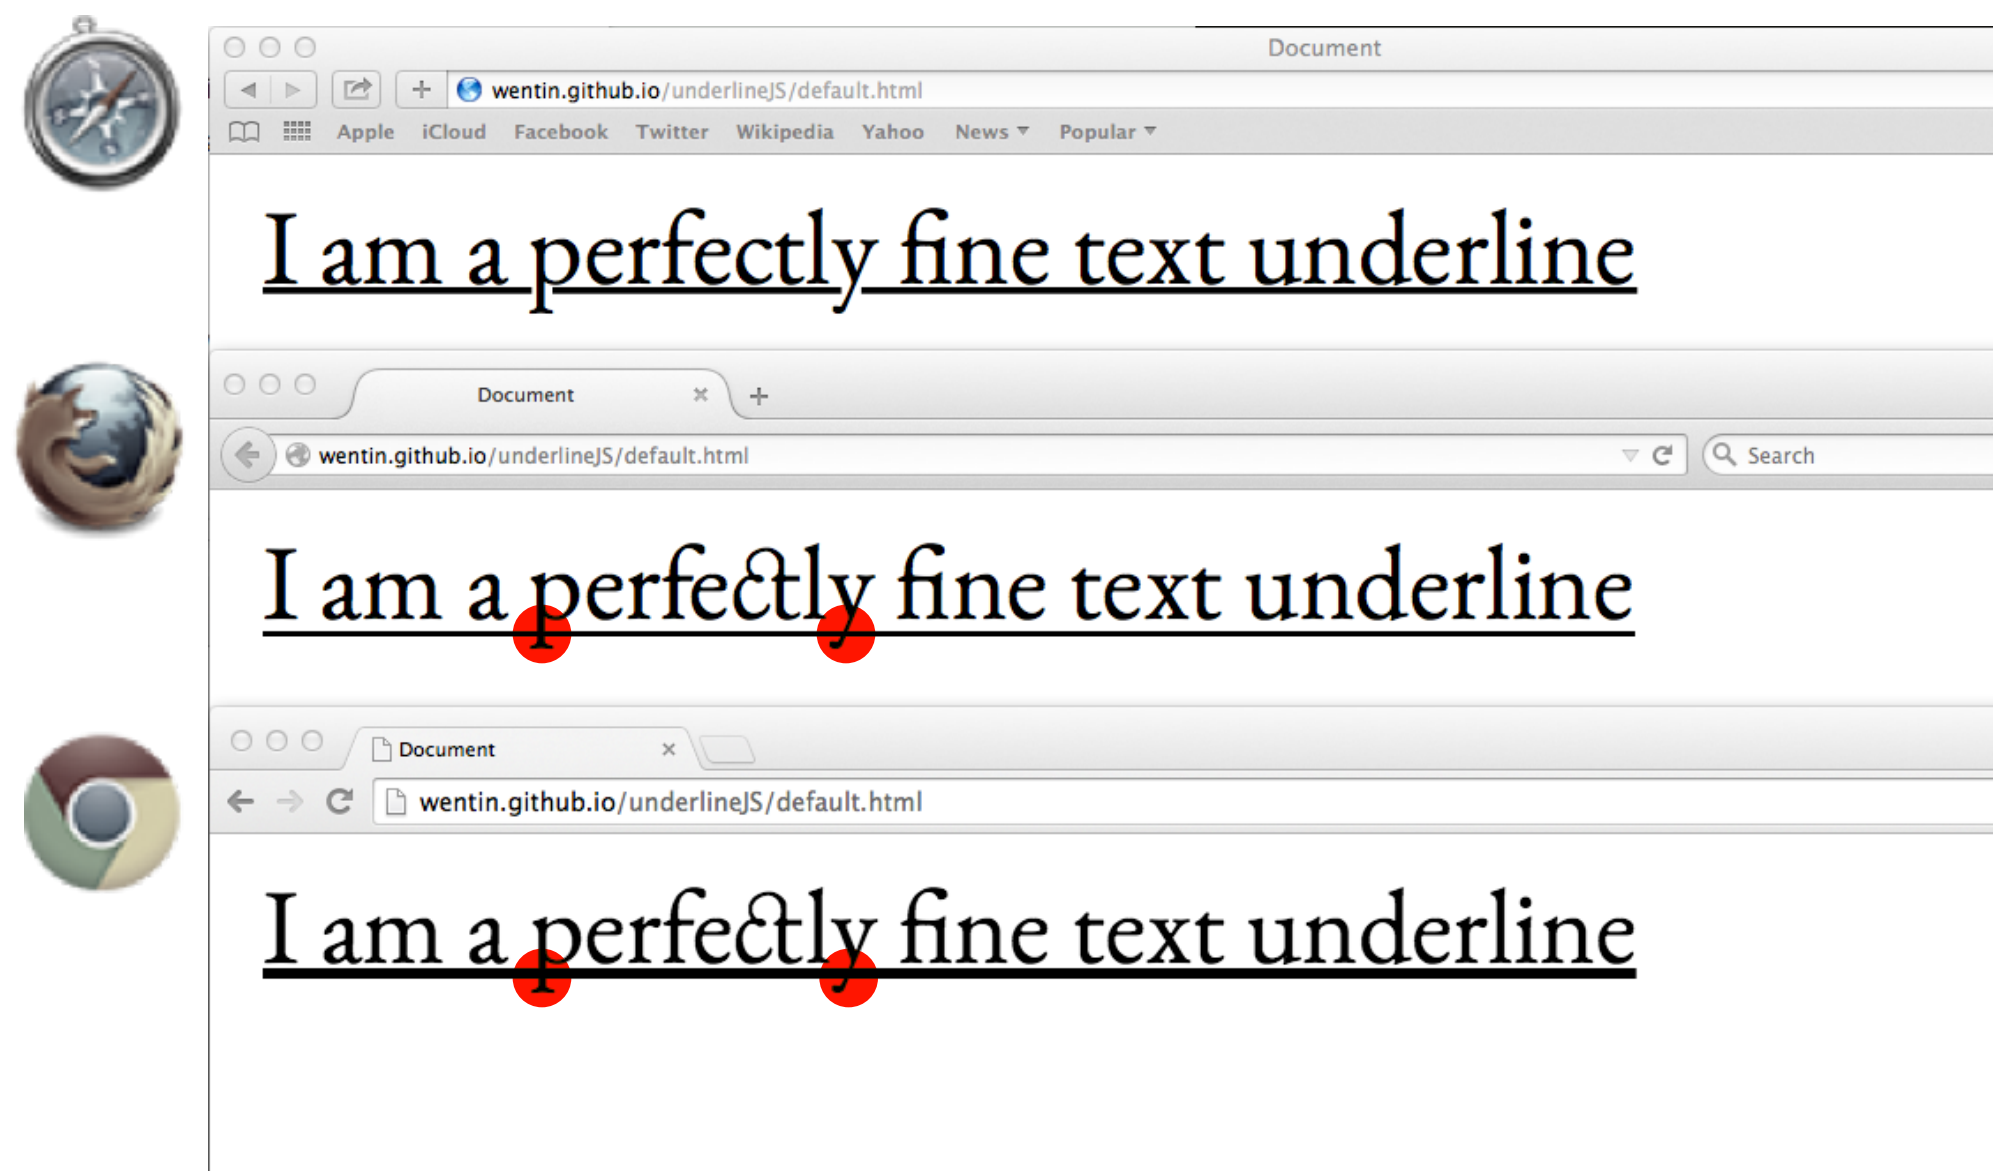 Document
wentin.github.io/underlineJS/default.html
Apple iCloud Facebook Twitter Wikipedia Yahoo News Popular
I am a perfectly fine text underline
Document
wentin.github.io/underlineJS/default.html Search
I am a perfectly fine text underline
Document
wentin.github.io/underlineJS/default.html
I am a perfectly fine text underline